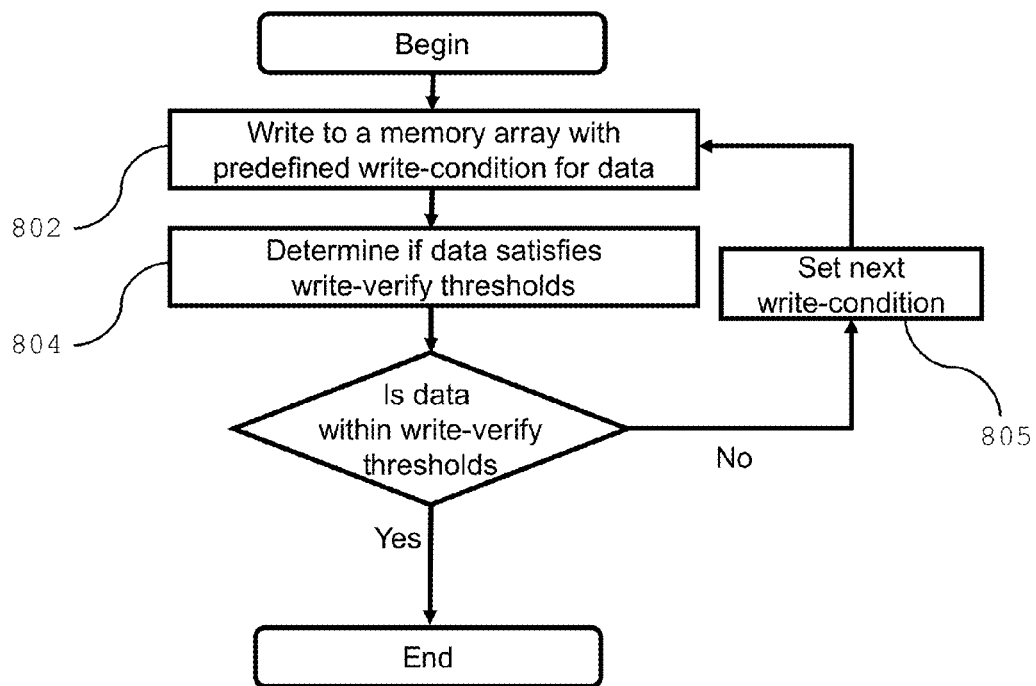 Begin
Write to a memory array with
predefined write-condition for data
802
Determine if data satisfies
write-verify thresholds
804
Set next
write-condition
805
Is data
within write-verify
thresholds
No
Yes
End